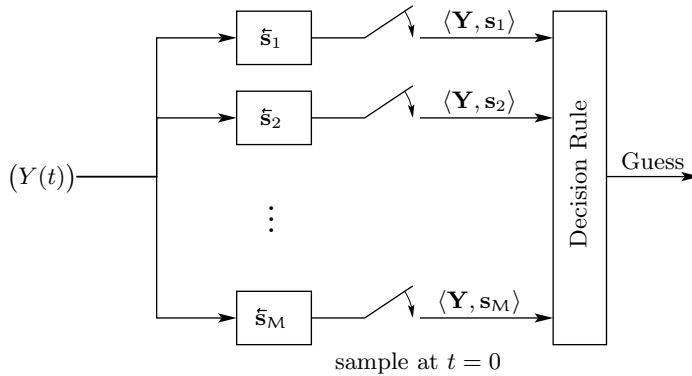 s⃖₁ ⟨Y, s₁⟩
s⃖₂ ⟨Y, s₂⟩
(Y(t))
Decision Rule
Guess
⋮
s⃖_M ⟨Y, s_M⟩
sample at t = 0